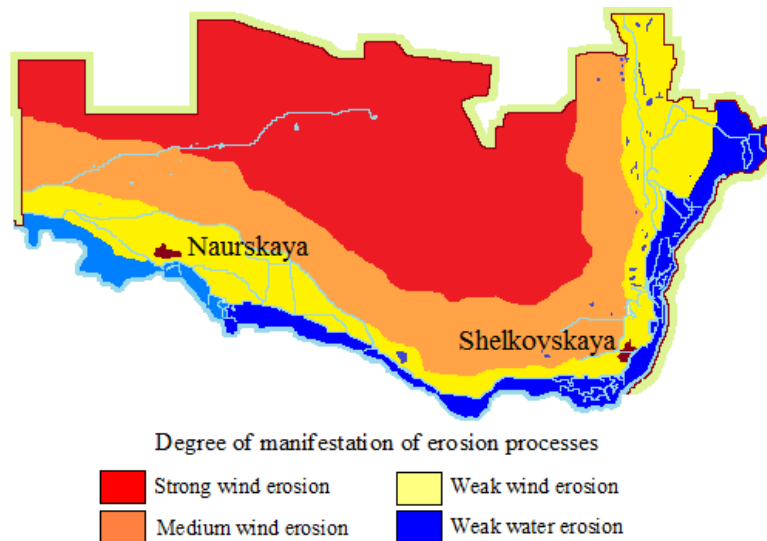 Naurskaya
Shelkovskaya
Degree of manifestation of erosion processes
Strong wind erosion
Weak wind erosion
Medium wind erosion
Weak water erosion